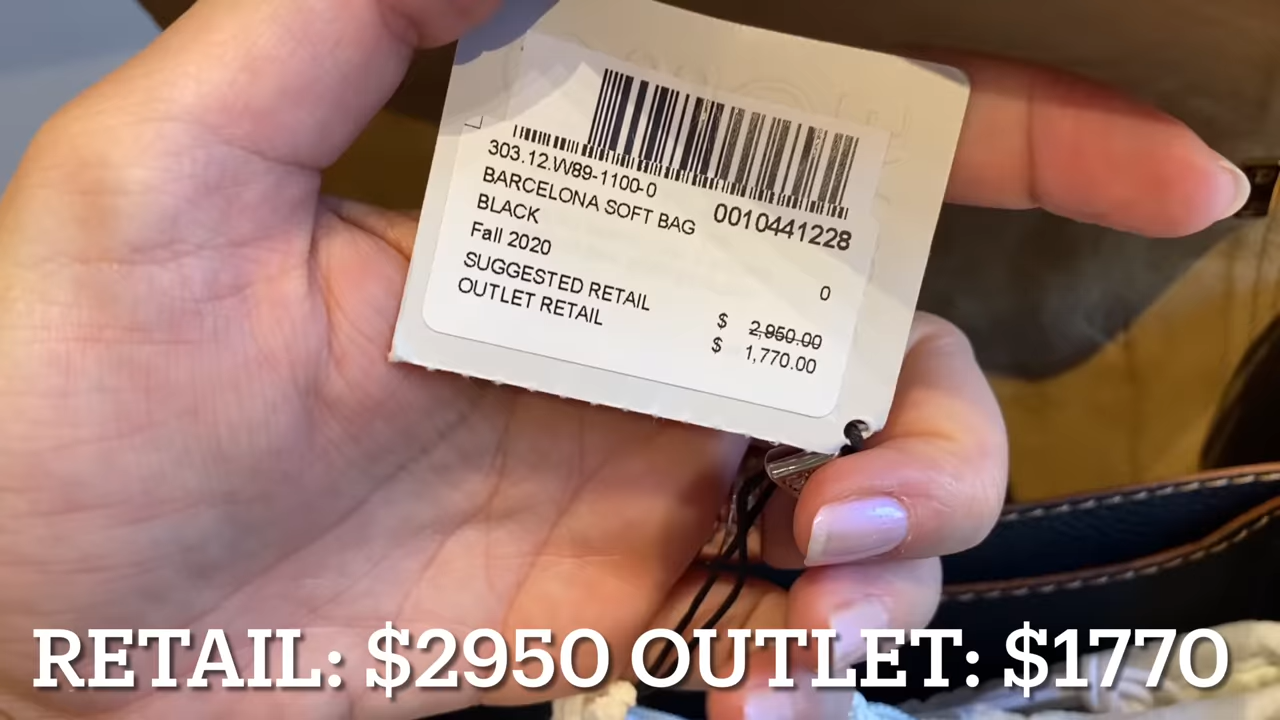 303.12.W89-1100-0
BARCELONA SOFT BAG 0010441228
BLACK
Fall 2020
0
SUGGESTED RETAIL $ 2,950.00
OUTLET RETAIL $ 1,770.00
RETAIL: $2950 OUTLET: $1770